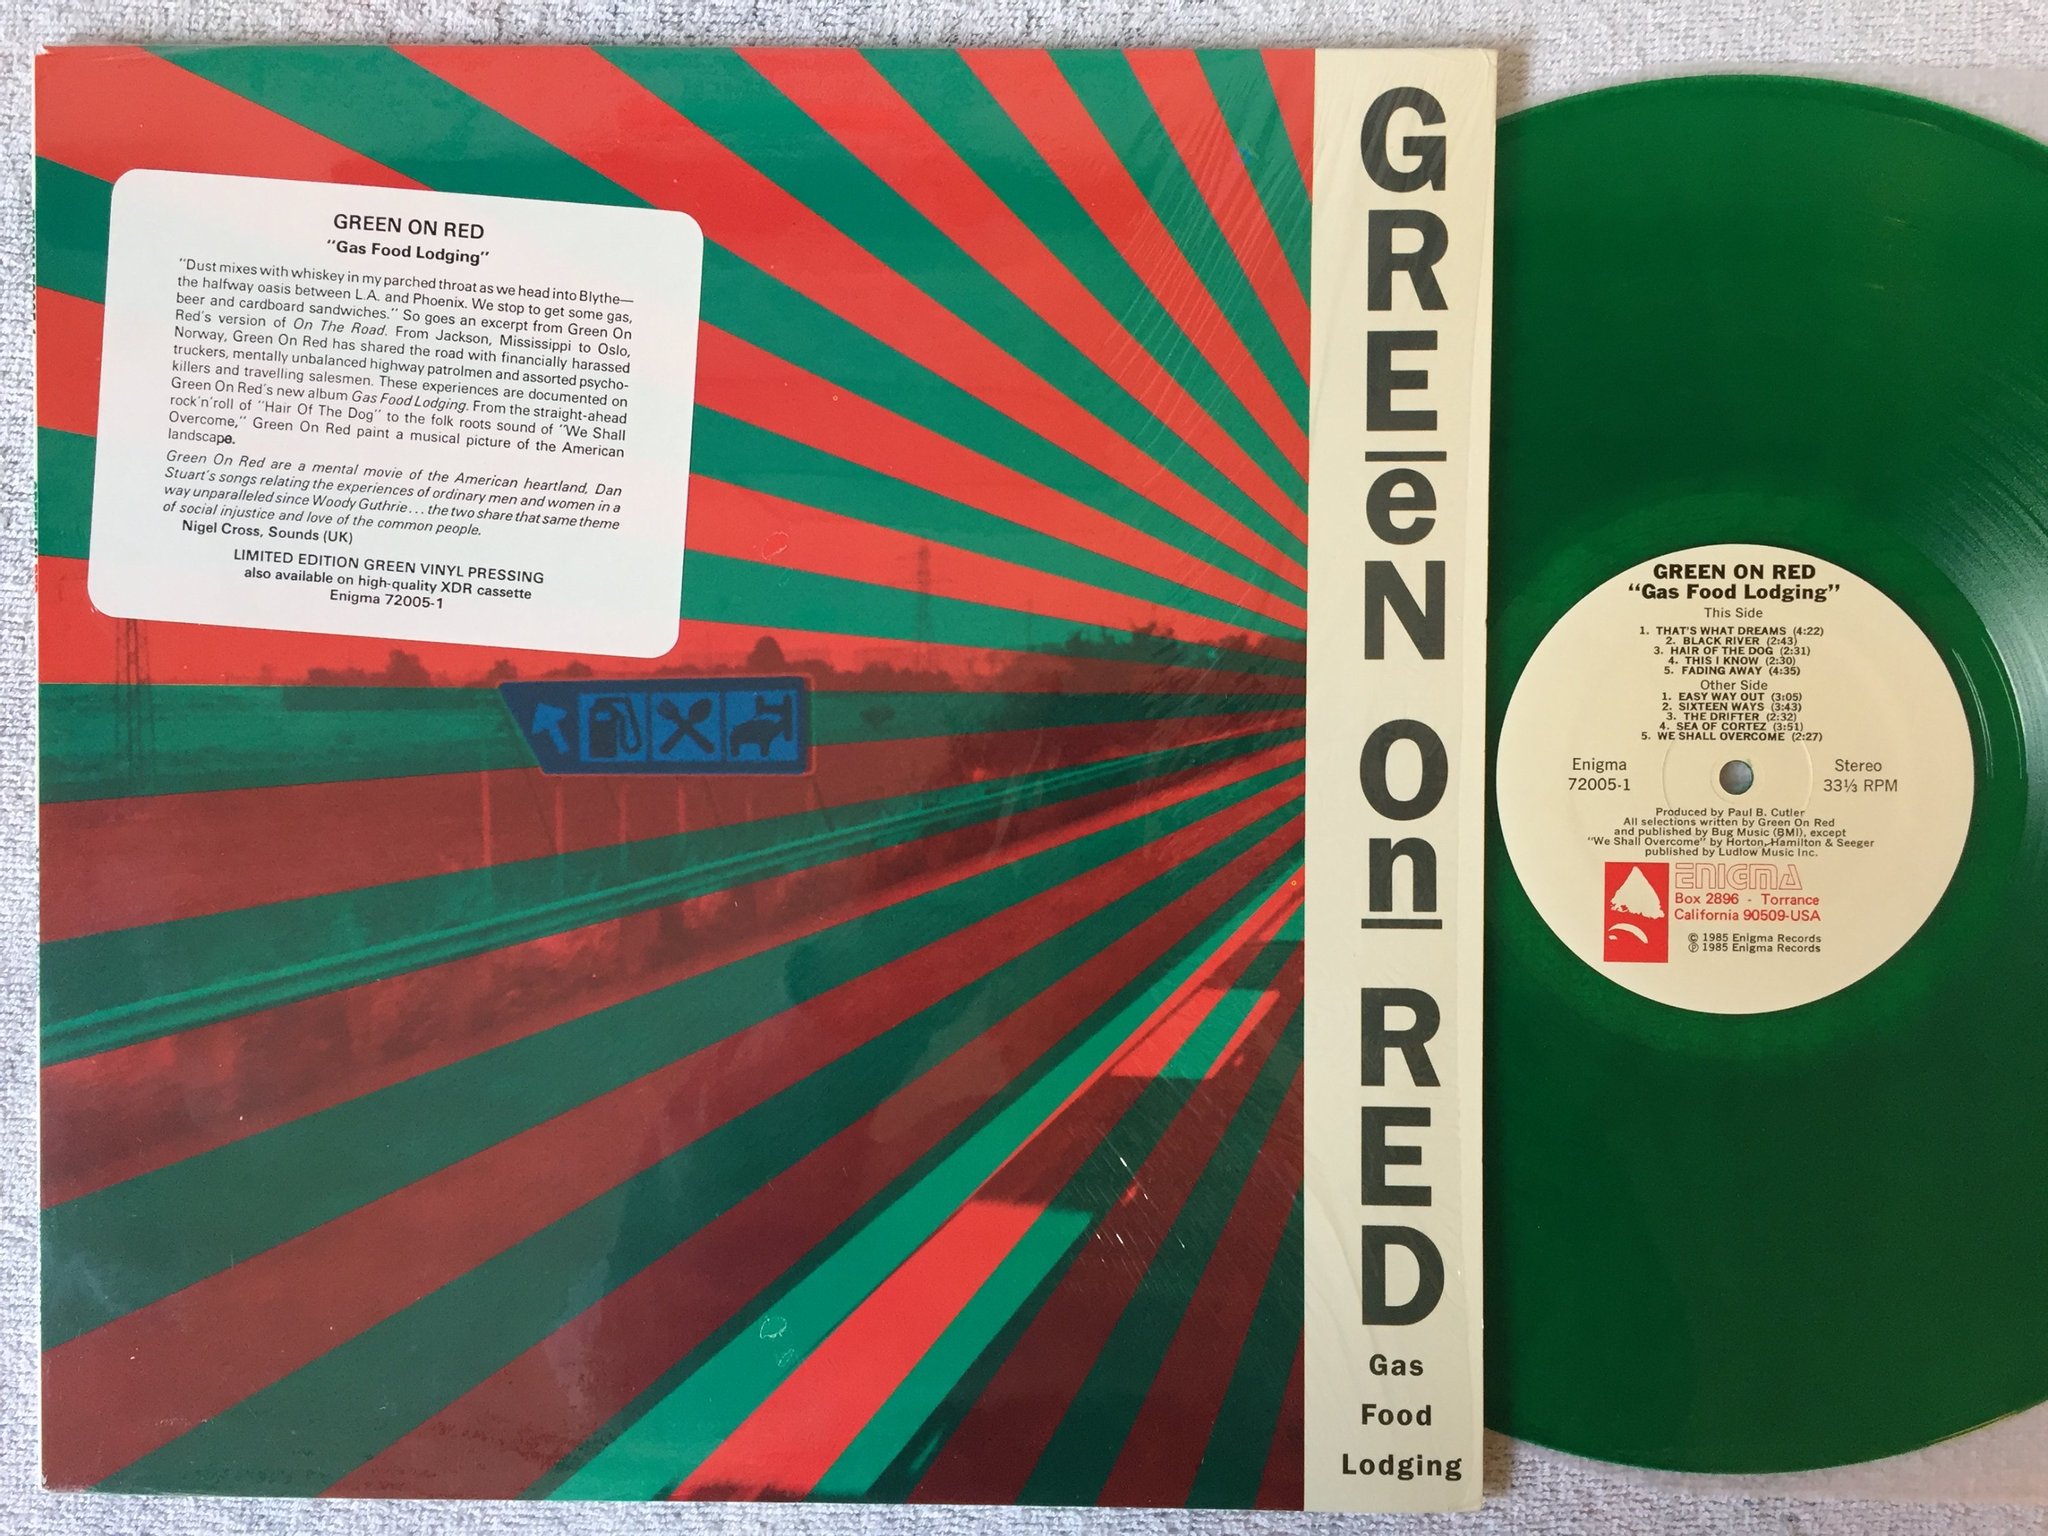 GREEN ON RED
"Gas Food Lodging"
"Dust mixes with whiskey in my parched throat as we head into Blythe—
the halfway oasis between L.A. and Phoenix. We stop to get some gas,
beer and cardboard sandwiches." So goes an excerpt from Green On
Red's version of On The Road. From Jackson, Mississippi to Oslo,
Norway, Green On Red has shared the road with financially harassed
truckers, mentally unbalanced highway patrolmen and assorted psycho-
killers and travelling salesmen. These experiences are documented on
Green On Red's new album Gas Food Lodging. From the straight-ahead
rock'n'roll of "Hair Of The Dog" to the folk roots sound of "We Shall
Overcome," Green On Red paint a musical picture of the American
landscape.
Green On Red are a mental movie of the American heartland, Dan
Stuart's songs relating the experiences of ordinary men and women in a
way unparalleled since Woody Guthrie... the two share that same theme
of social injustice and love of the common people.
Nigel Cross, Sounds (UK)
LIMITED EDITION GREEN VINYL PRESSING
also available on high-quality XDR cassette
Enigma 72005-1
GREeN On RED
Gas
Food
Lodging
GREEN ON RED
"Gas Food Lodging"
This Side
1. THAT'S WHAT DREAMS (4:22)
2. BLACK RIVER (2:43)
3. HAIR OF THE DOG (2:31)
4. THIS I KNOW (2:30)
5. FADING AWAY (4:35)
Other Side
1. EASY WAY OUT (3:05)
2. SIXTEEN WAYS (3:43)
3. THE DRIFTER (2:32)
4. SEA OF CORTEZ (3:51)
5. WE SHALL OVERCOME (2:27)
Enigma
72005-1
Stereo
33⅓ RPM
Produced by Paul B. Cutler
All selections written by Green On Red
and published by Bug Music (BMI), except
"We Shall Overcome" by Horton, Hamilton & Seeger
published by Ludlow Music Inc.
ENIGMA
Box 2896 - Torrance
California 90509-USA
© 1985 Enigma Records
℗ 1985 Enigma Records